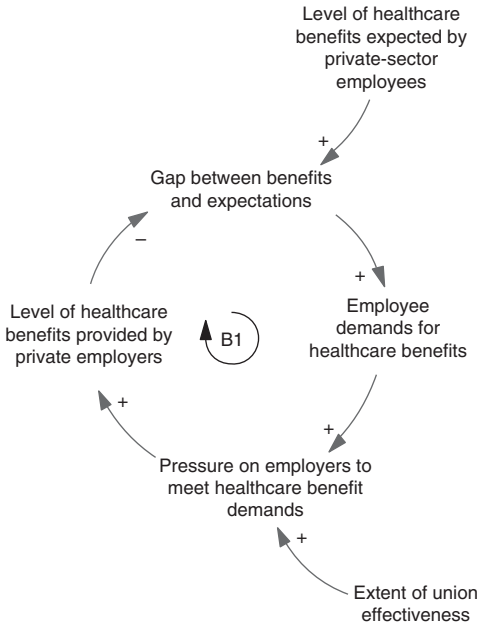 Level of healthcare
benefits expected by
private-sector
employees
+
Gap between benefits
and expectations
–
+
Level of healthcare
benefits provided by
private employers
B1
Employee
demands for
healthcare benefits
+
+
Pressure on employers to
meet healthcare benefit
demands
+
Extent of union
effectiveness